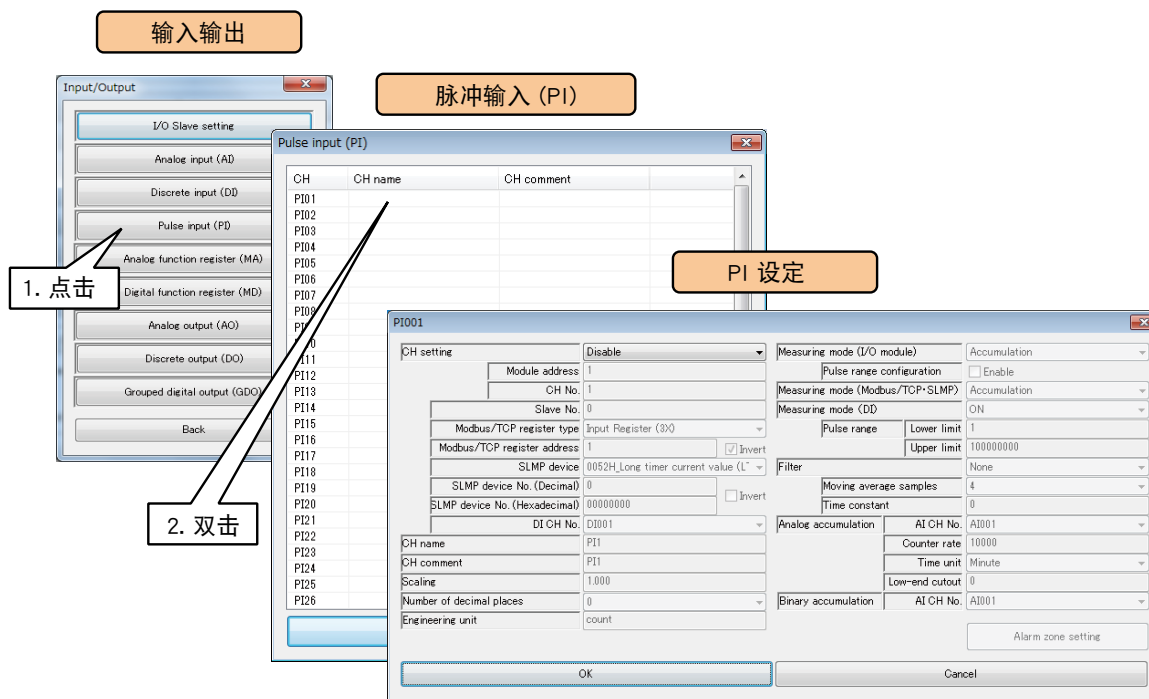 输入输出
脉冲输入 (PI)
PI 设定
Input/Output
I/O Slave setting
Analog input (AI)
Discrete input (DI)
Pulse input (PI)
Analog function register (MA)
Digital function register (MD)
Analog output (AO)
Discrete output (DO)
Grouped digital output (GDO)
Back
1. 点击
Pulse input (PI)
CH CH name CH comment
PI01
PI02
PI03
PI04
PI05
PI06
PI07
PI08
PI11
PI12
PI13
PI14
PI15
PI16
PI17
PI18
PI19
PI20
PI21
PI22
PI23
PI24
PI25
PI26
2. 双击
PI001
CH setting Disable
Module address 1
CH No. 1
Slave No. 0
Modbus/TCP register type Input Register (3X)
Modbus/TCP register address 1 Invert
SLMP device 0052H_Long timer current value
SLMP device No. (Decimal) 0
Invert
SLMP device No. (Hexadecimal) 00000000
DI CH No. DI001
CH name PI1
CH comment PI1
Scaling 1.000
Number of decimal places 0
Engineering unit count
Measuring mode (I/O module) Accumulation
Pulse range configuration Enable
Measuring mode (Modbus/TCP・SLMP) Accumulation
Measuring mode (DI) ON
Pulse range Lower limit 1
Upper limit 100000000
Filter None
Moving average samples 4
Time constant 0
Analog accumulation AI CH No. AI001
Counter rate 10000
Time unit Minute
Low-end cutout 0
Binary accumulation AI CH No. AI001
Alarm zone setting
OK Cancel